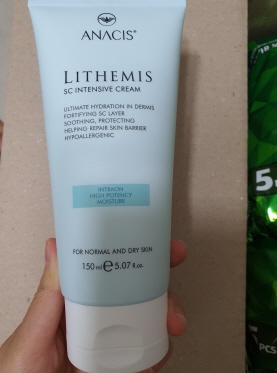 ANACIS®
LITHEMIS
SC INTENSIVE CREAM
ULTIMATE HYDRATION IN DERMIS
FORTIFYING SC LAYER
SOOTHING, PROTECTING
HELPING REPAIR SKIN BARRIER
HYPOALLERGENIC
INTRAON
HIGH POTENCY
MOISTURE
FOR NORMAL AND DRY SKIN
150 ml e 5.07 fl.oz.
PCS